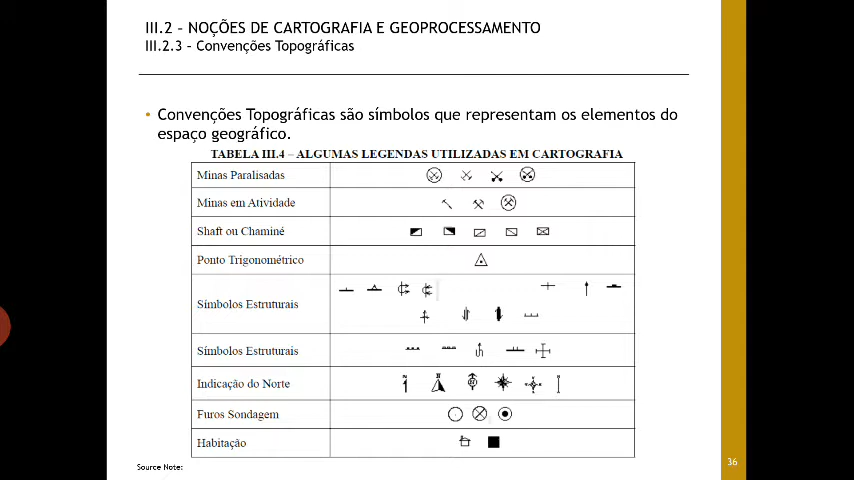 III.2 – NOÇÕES DE CARTOGRAFIA E GEOPROCESSAMENTO
III.2.3 – Convenções Topográficas
• Convenções Topográficas são símbolos que representam os elementos do
espaço geográfico.
TABELA III.4 – ALGUMAS LEGENDAS UTILIZADAS EM CARTOGRAFIA
Minas Paralisadas
Minas em Atividade
Shaft ou Chaminé
Ponto Trigonométrico
Símbolos Estruturais
Símbolos Estruturais
Indicação do Norte
Furos Sondagem
Habitação
Source Note:
36